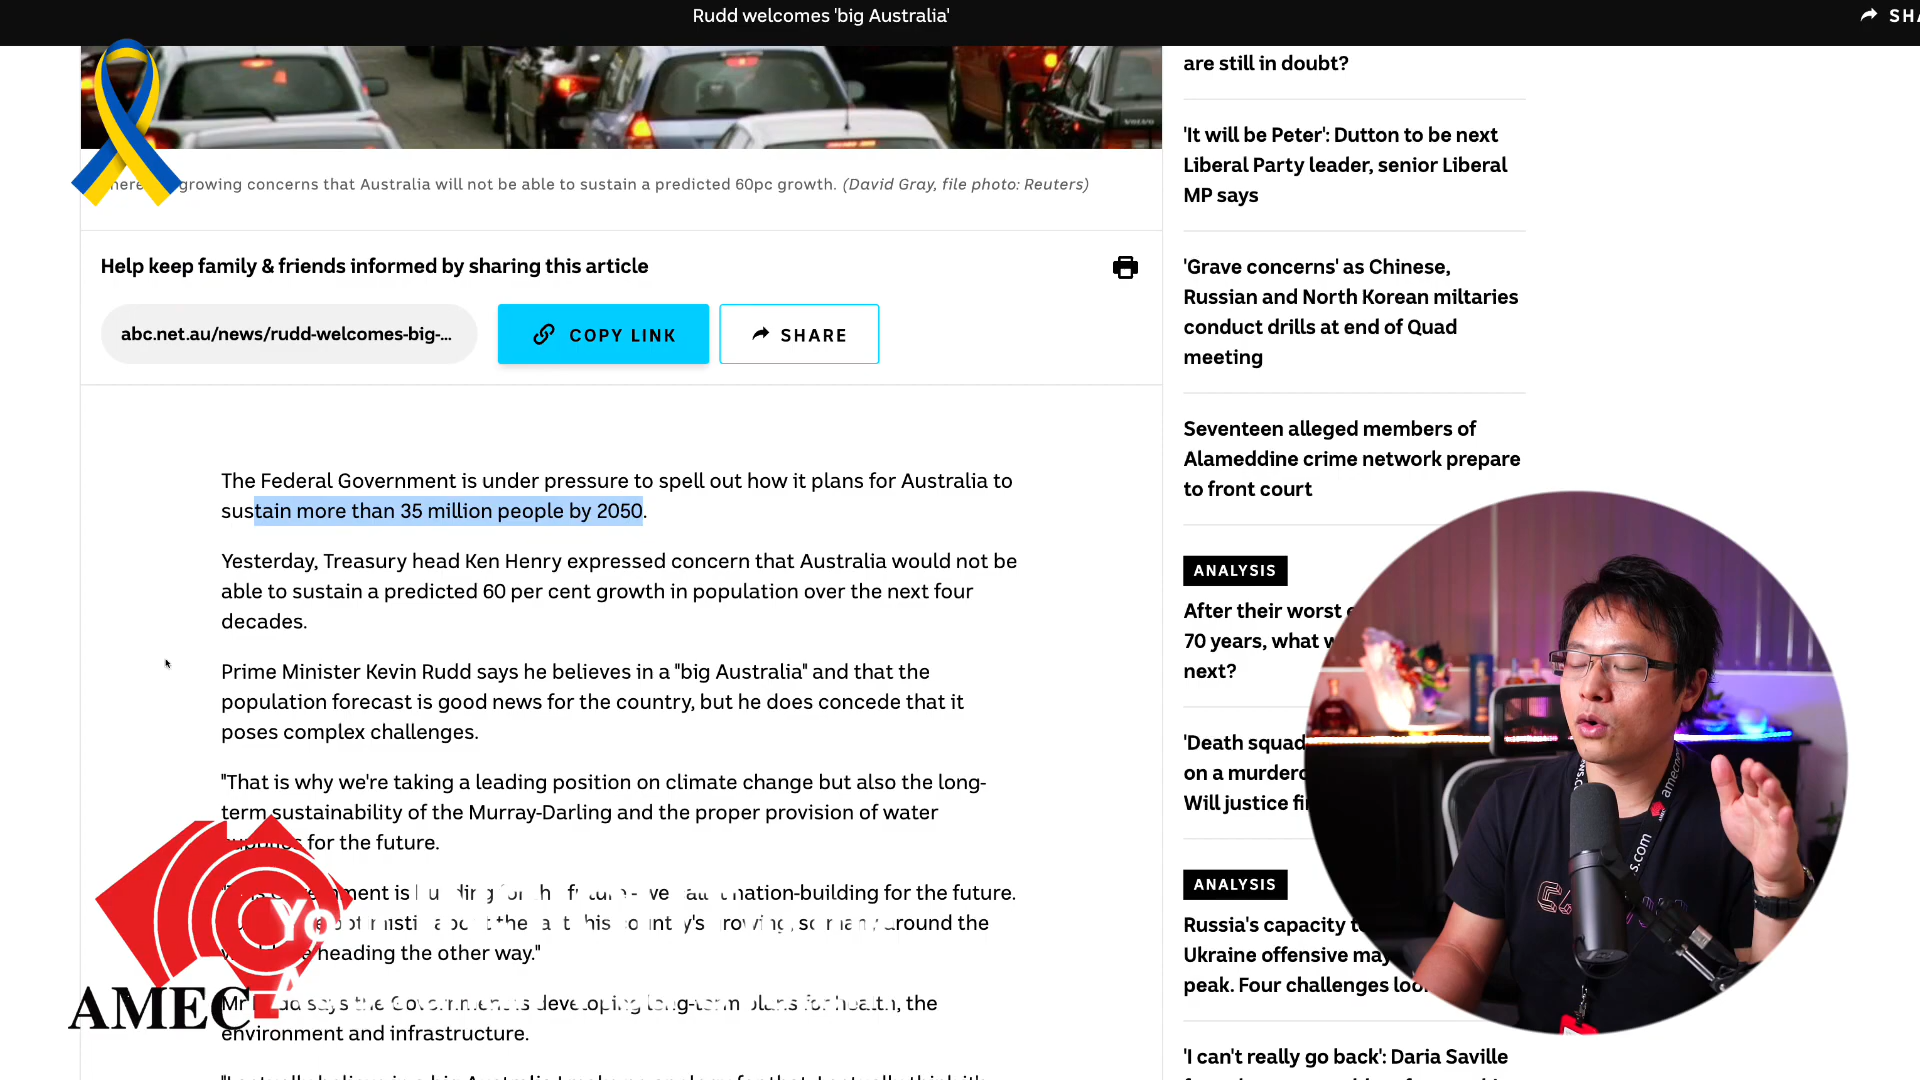 Rudd welcomes 'big Australia'
SHA
growing concerns that Australia will not be able to sustain a predicted 60pc growth. (David Gray, file photo: Reuters)
Help keep family & friends informed by sharing this article
abc.net.au/news/rudd-welcomes-big-...
COPY LINK
SHARE
The Federal Government is under pressure to spell out how it plans for Australia to
sustain more than 35 million people by 2050.
Yesterday, Treasury head Ken Henry expressed concern that Australia would not be
able to sustain a predicted 60 per cent growth in population over the next four
decades.
Prime Minister Kevin Rudd says he believes in a "big Australia" and that the
population forecast is good news for the country, but he does concede that it
poses complex challenges.
"That is why we're taking a leading position on climate change but also the long-
term sustainability of the Murray-Darling and the proper provision of water
for the future.
nation-building for the future.
around the
heading the other way."
the
environment and infrastructure.
AMEC
are still in doubt?
'It will be Peter': Dutton to be next
Liberal Party leader, senior Liberal
MP says
'Grave concerns' as Chinese,
Russian and North Korean miltaries
conduct drills at end of Quad
meeting
Seventeen alleged members of
Alameddine crime network prepare
to front court
ANALYSIS
After their worst
70 years, what
next?
'Death squad
on a
Will justice
ANALYSIS
Russia's capacity
Ukraine offensive may
peak. Four challenges
'I can't really go back': Daria Saville
s.com